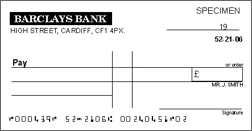 SPECIMEN
BARCLAYS BANK
HIGH STREET, CARDIFF, CF1 4PX.
19
52-21-06
Pay
or order
£
MR. J. SMITH
Signature
⑈000439⑈ 52⑉2106⑆ 00240451⑈02